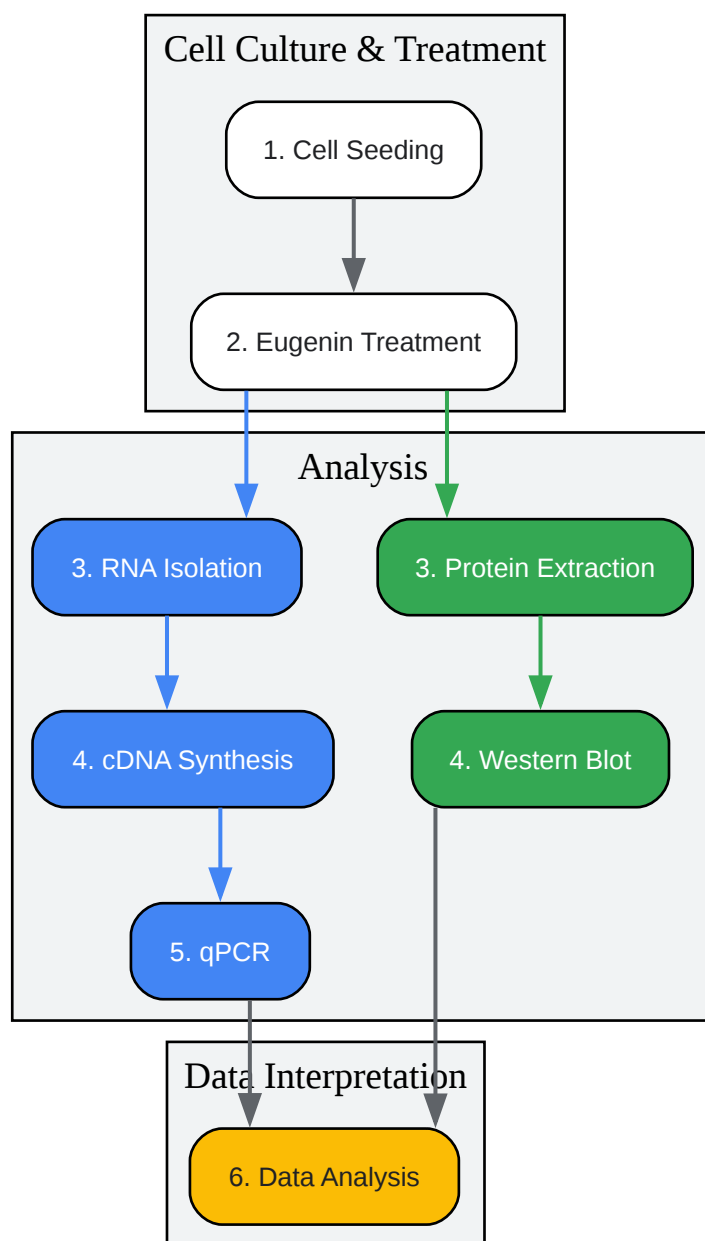 Cell Culture & Treatment
1. Cell Seeding
2. Eugenin Treatment
Analysis
3. RNA Isolation
3. Protein Extraction
4. cDNA Synthesis
4. Western Blot
5. qPCR
Data Interpretation
6. Data Analysis